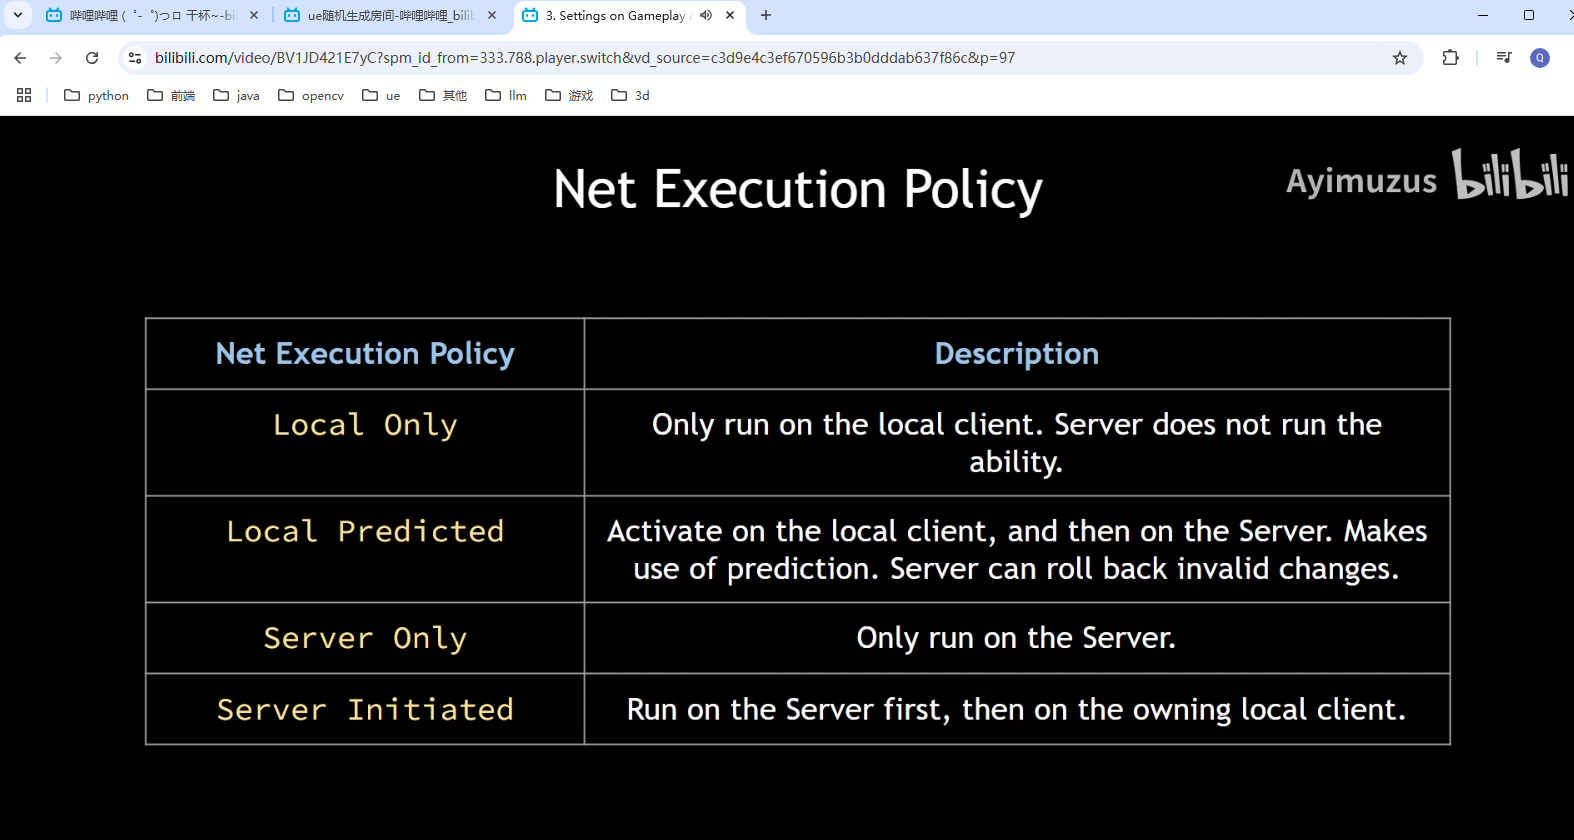 哔哩哔哩 ( ゜- ゜)つロ 干杯~-bi
ue随机生成房间-哔哩哔哩_bilib
3. Settings on Gameplay A
bilibili.com/video/BV1JD421E7yC?spm_id_from=333.788.player.switch&vd_source=c3d9e4c3ef670596b3b0dddab637f86c&p=97
Q
python 前端 java opencv ue 其他 llm 游戏 3d
Net Execution Policy
Ayimuzus bilibili
Net Execution Policy
Description
Local Only
Only run on the local client. Server does not run the
ability.
Local Predicted
Activate on the local client, and then on the Server. Makes
use of prediction. Server can roll back invalid changes.
Server Only
Only run on the Server.
Server Initiated
Run on the Server first, then on the owning local client.